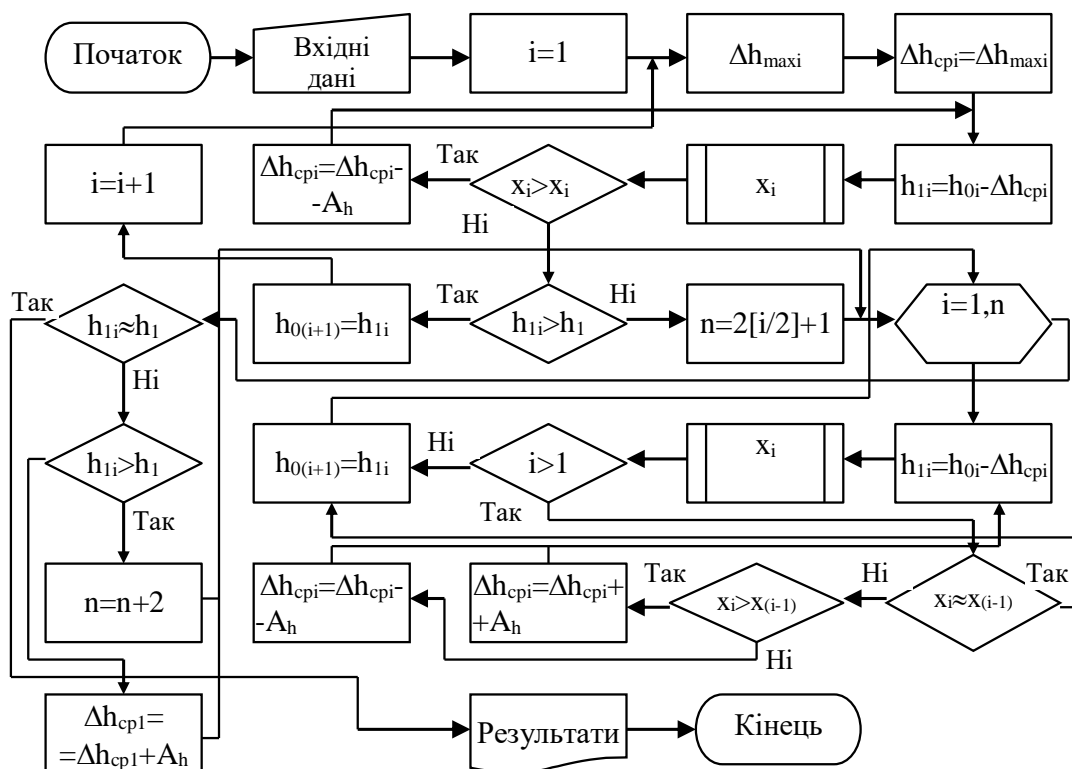 Початок
Вхідні
дані
i=1
Δhmaxi
Δhcpi=Δhmaxi
i=i+1
Δhcpi=Δhcpi-
-Ah
Так
xi>xi
Ні
xi
h1i=h0i-Δhcpi
Так
h1i≈h1
Ні
h0(i+1)=h1i
Так
h1i>h1
Ні
n=2[i/2]+1
i=1,n
h1i>h1
Так
h0(i+1)=h1i
Ні
i>1
Так
xi
h1i=h0i-Δhcpi
n=n+2
Δhcpi=Δhcpi-
-Ah
Δhcpi=Δhcpi+
+Ah
Так
xi>x(i-1)
Ні
Ні
xi≈x(i-1)
Так
Δhcp1=
=Δhcp1+Ah
Результати
Кінець